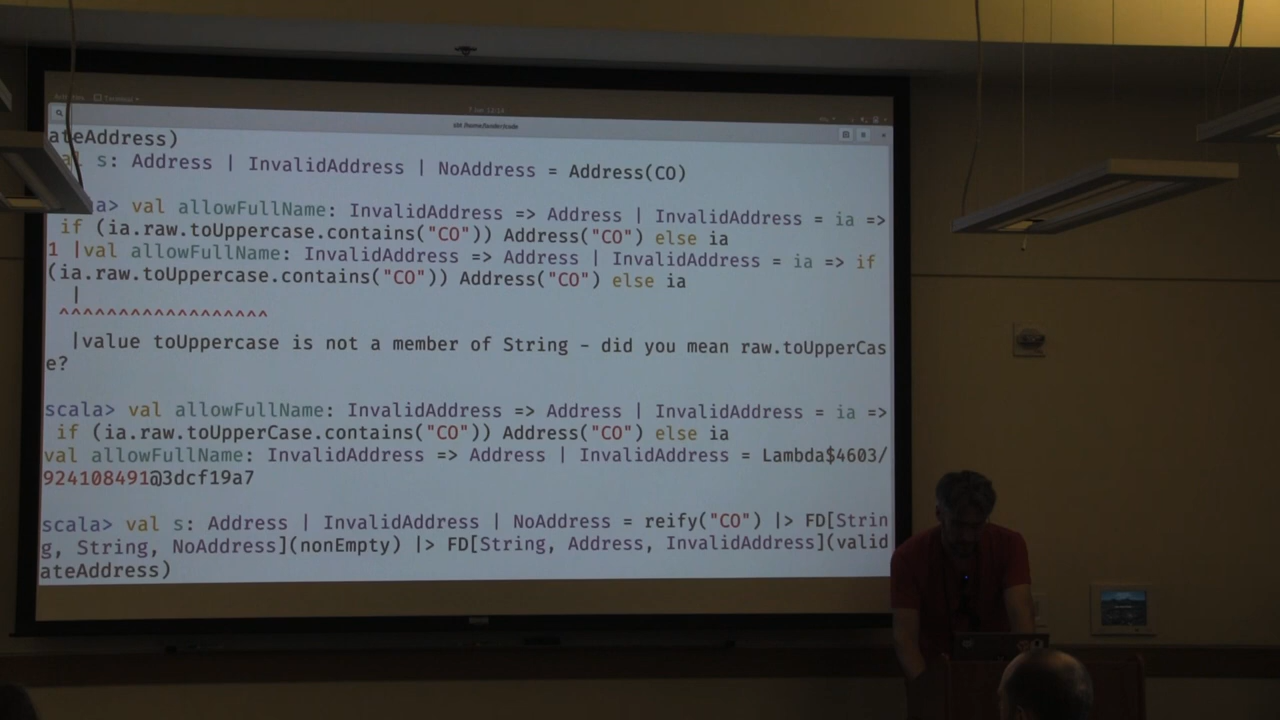 ateAddress)
val s: Address | InvalidAddress | NoAddress = Address(CO)
la> val allowFullName: InvalidAddress => Address | InvalidAddress = ia =>
if (ia.raw.toUppercase.contains("CO")) Address("CO") else ia
1 |val allowFullName: InvalidAddress => Address | InvalidAddress = ia => if
(ia.raw.toUppercase.contains("CO")) Address("CO") else ia
|
^^^^^^^^^^^^^^^^^^
|value toUppercase is not a member of String - did you mean raw.toUpperCas
e?
scala> val allowFullName: InvalidAddress => Address | InvalidAddress = ia =>
if (ia.raw.toUpperCase.contains("CO")) Address("CO") else ia
val allowFullName: InvalidAddress => Address | InvalidAddress = Lambda$4603/
924108491@3dcf19a7
scala> val s: Address | InvalidAddress | NoAddress = reify("CO") |> FD[Strin
g, String, NoAddress](nonEmpty) |> FD[String, Address, InvalidAddress](valid
ateAddress)